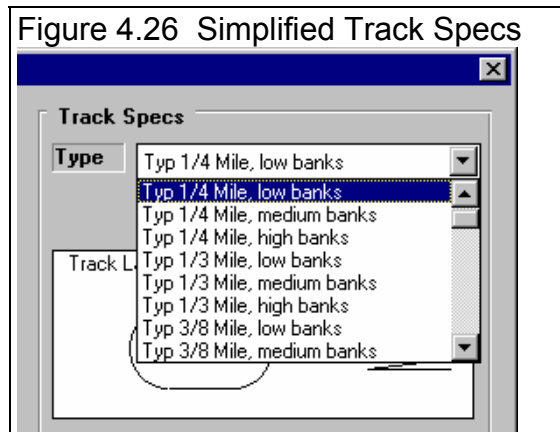 Figure 4.26 Simplified Track Specs
Track Specs
Type Typ 1/4 Mile, low banks
Typ 1/4 Mile, low banks
Typ 1/4 Mile, medium banks
Typ 1/4 Mile, high banks
Track L Typ 1/3 Mile, low banks
Typ 1/3 Mile, medium banks
Typ 1/3 Mile, high banks
Typ 3/8 Mile, low banks
Typ 3/8 Mile, medium banks